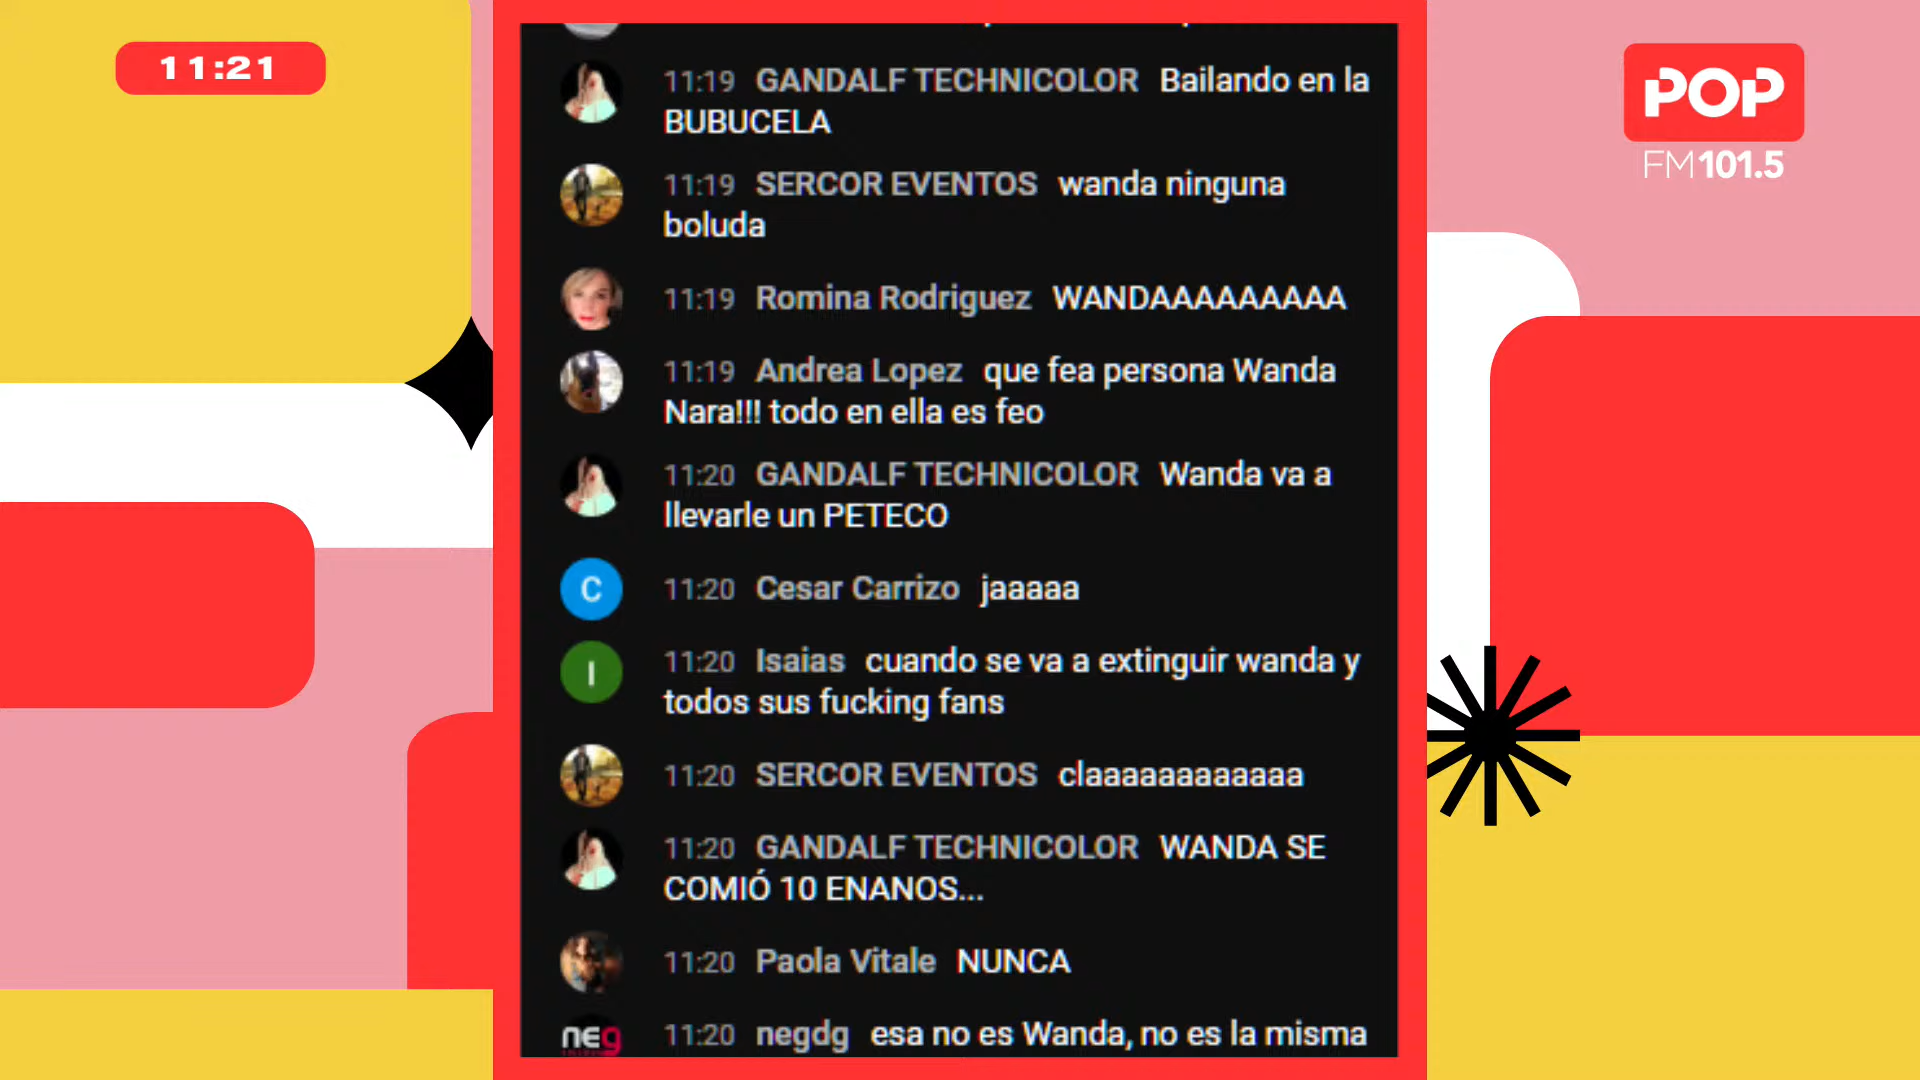 11:21
POP
FM101.5
11:19 GANDALF TECHNICOLOR Bailando en la
BUBUCELA
11:19 SERCOR EVENTOS wanda ninguna
boluda
11:19 Romina Rodriguez WANDAAAAAAAAA
11:19 Andrea Lopez que fea persona Wanda
Nara!!! todo en ella es feo
11:20 GANDALF TECHNICOLOR Wanda va a
llevarle un PETECO
C 11:20 Cesar Carrizo jaaaaa
I 11:20 Isaias cuando se va a extinguir wanda y
todos sus fucking fans
11:20 SERCOR EVENTOS claaaaaaaaaaaa
11:20 GANDALF TECHNICOLOR WANDA SE
COMIÓ 10 ENANOS...
11:20 Paola Vitale NUNCA
neg 11:20 negdg esa no es Wanda, no es la misma